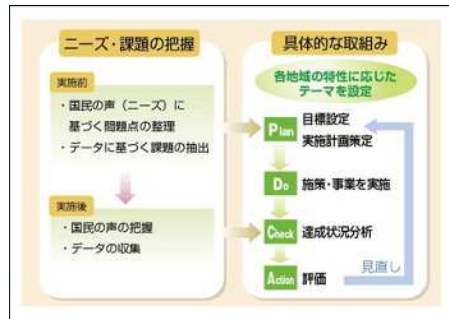 ニーズ・課題の把握
実施前
・国民の声（ニーズ）に
基づく問題点の整理
・データに基づく課題の抽出
実施後
・国民の声の把握
・データの収集
具体的な取組み
各地域の特性に応じた
テーマを設定
Plan 目標設定
実施計画策定
Do 施策・事業を実施
Check 達成状況分析
Action 評価
見直し